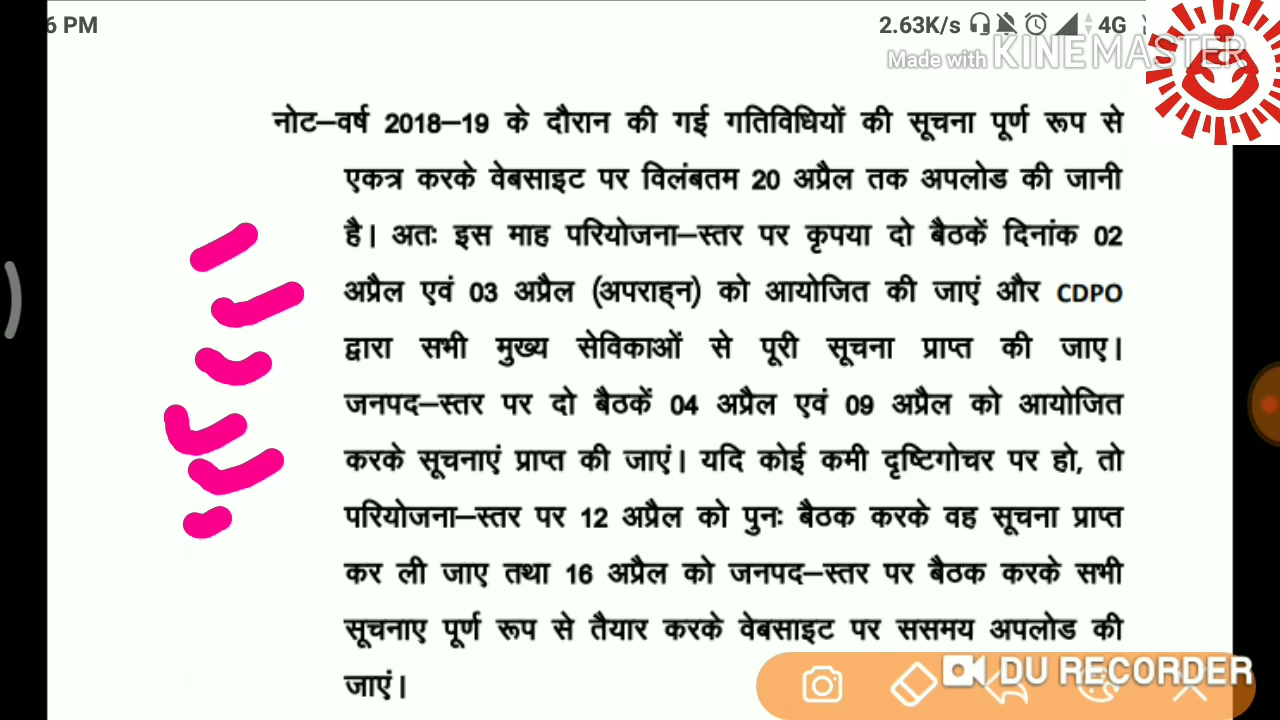 6 PM
2.63K/s 4G
Made with KINEMASTER
नोट–वर्ष 2018–19 के दौरान की गई गतिविधियों की सूचना पूर्ण रूप से
एकत्र करके वेबसाइट पर विलंबतम 20 अप्रैल तक अपलोड की जानी
है। अतः इस माह परियोजना–स्तर पर कृपया दो बैठकें दिनांक 02
अप्रैल एवं 03 अप्रैल (अपराह्न) को आयोजित की जाएं और CDPO
द्वारा सभी मुख्य सेविकाओं से पूरी सूचना प्राप्त की जाए।
जनपद–स्तर पर दो बैठकें 04 अप्रैल एवं 09 अप्रैल को आयोजित
करके सूचनाएं प्राप्त की जाएं। यदि कोई कमी दृष्टिगोचर पर हो, तो
परियोजना–स्तर पर 12 अप्रैल को पुनः बैठक करके वह सूचना प्राप्त
कर ली जाए तथा 16 अप्रैल को जनपद–स्तर पर बैठक करके सभी
सूचनाए पूर्ण रूप से तैयार करके वेबसाइट पर ससमय अपलोड की
जाएं।
DU RECORDER